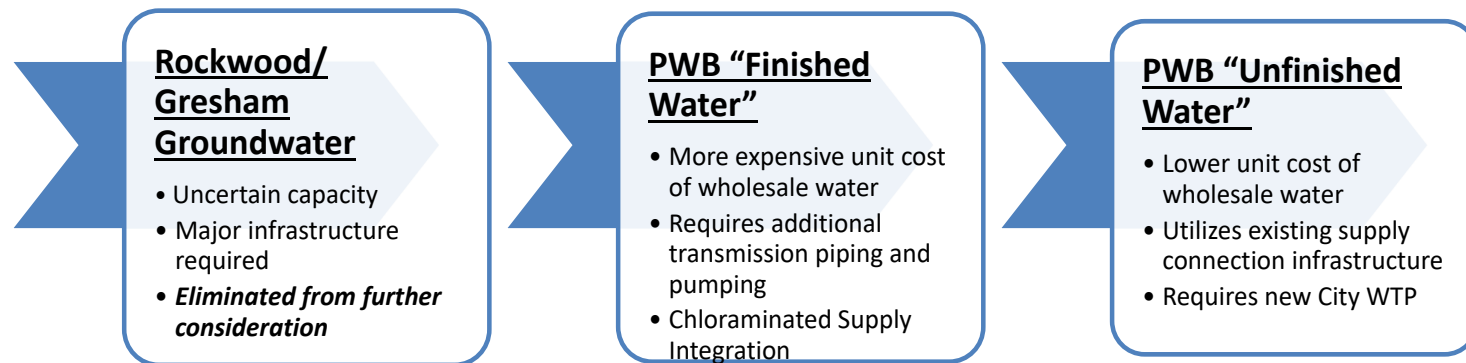 Rockwood/
Gresham
Groundwater
• Uncertain capacity
• Major infrastructure
required
• Eliminated from further
consideration
PWB “Finished
Water”
• More expensive unit cost
of wholesale water
• Requires additional
transmission piping and
pumping
• Chloraminated Supply
Integration
PWB “Unfinished
Water”
• Lower unit cost of
wholesale water
• Utilizes existing supply
connection infrastructure
• Requires new City WTP